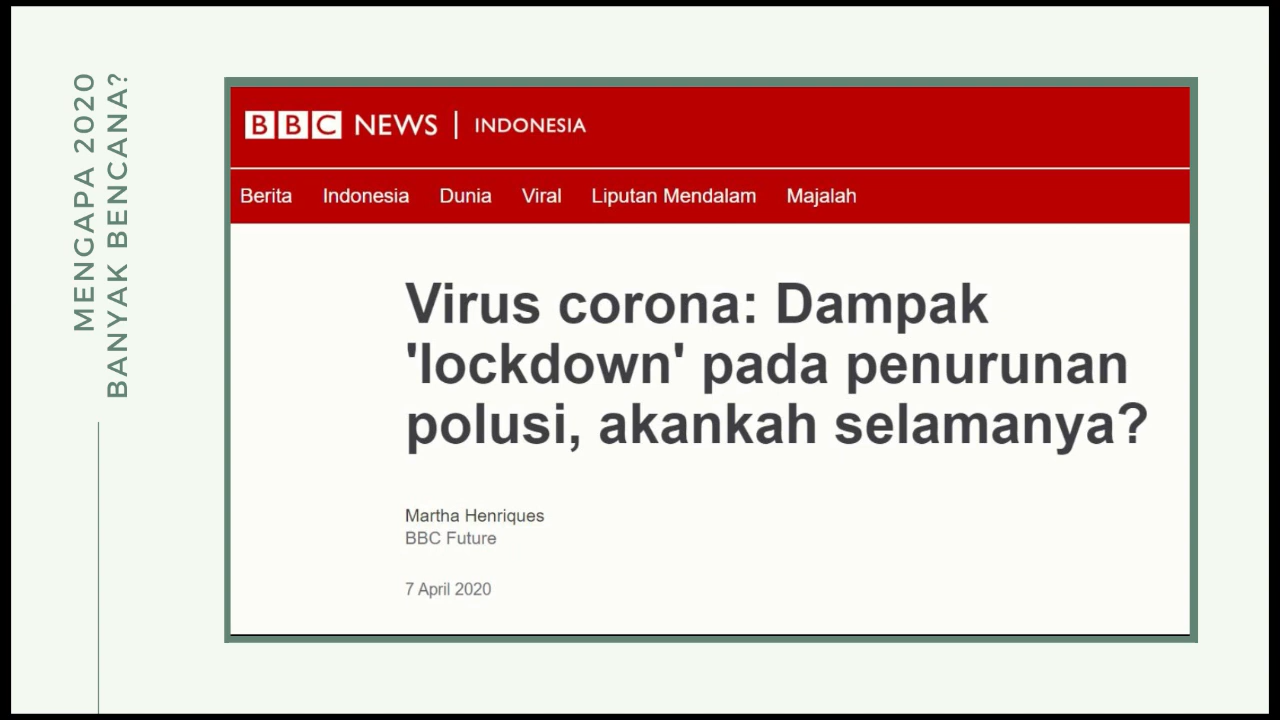 MENGAPA 2020
BANYAK BENCANA?
BBC NEWS | INDONESIA
Berita Indonesia Dunia Viral Liputan Mendalam Majalah
Virus corona: Dampak
'lockdown' pada penurunan
polusi, akankah selamanya?
Martha Henriques
BBC Future
7 April 2020